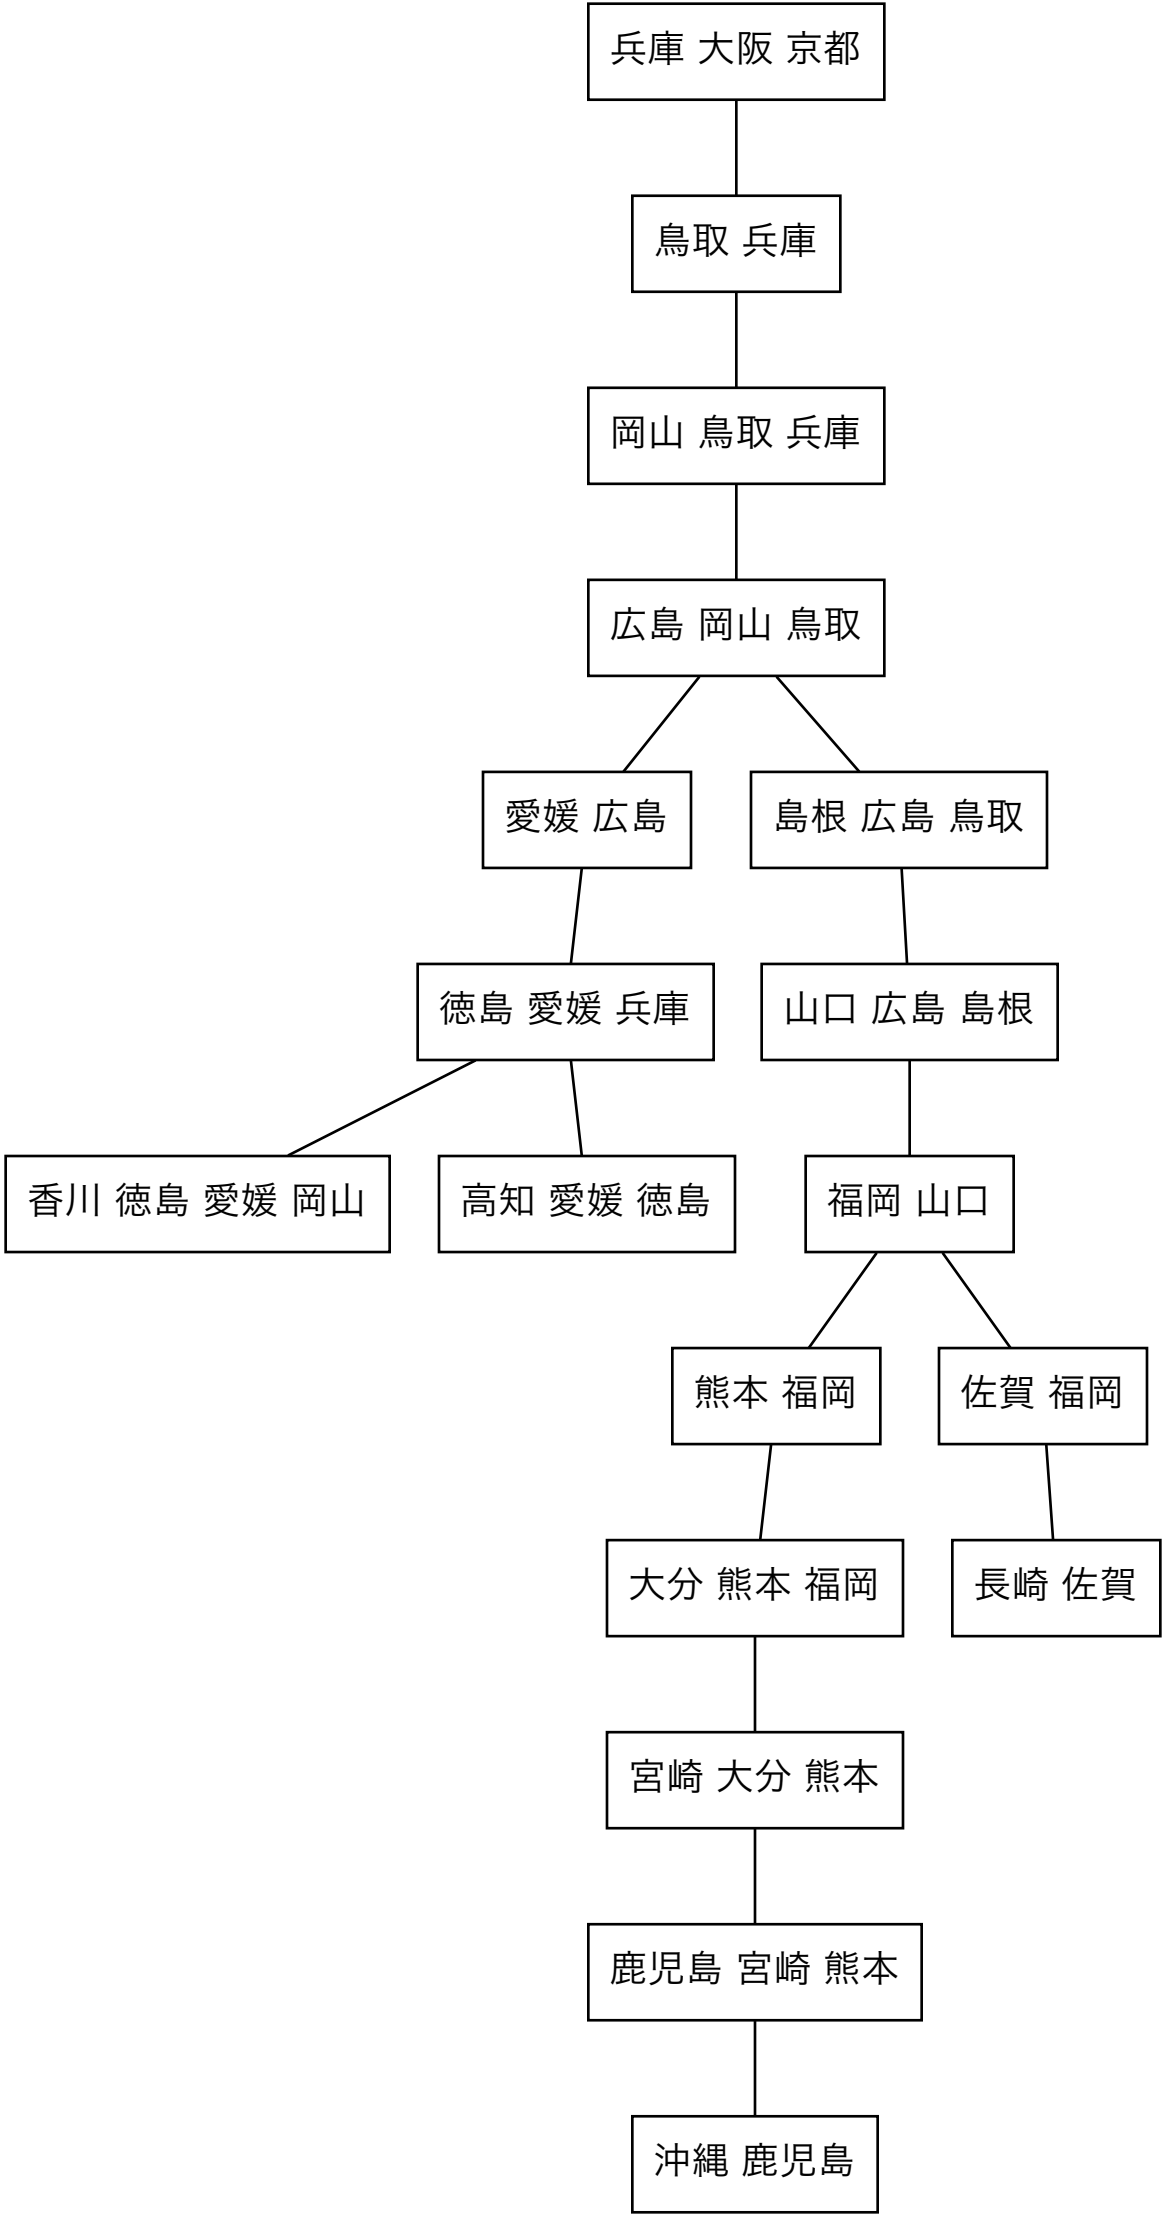 兵庫 大阪 京都
鳥取 兵庫
岡山 鳥取 兵庫
広島 岡山 鳥取
愛媛 広島
島根 広島 鳥取
徳島 愛媛 兵庫
山口 広島 島根
香川 徳島 愛媛 岡山
高知 愛媛 徳島
福岡 山口
熊本 福岡
佐賀 福岡
大分 熊本 福岡
長崎 佐賀
宮崎 大分 熊本
鹿児島 宮崎 熊本
沖縄 鹿児島